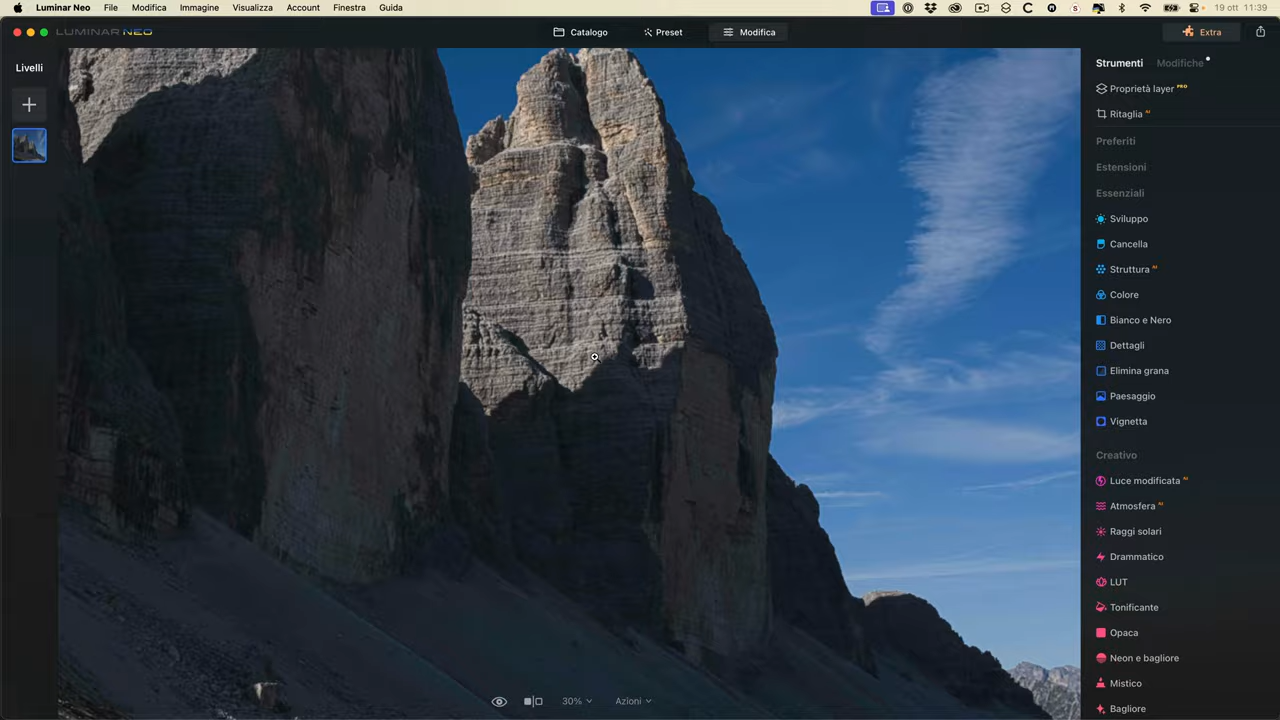 Luminar Neo File Modifica Immagine Visualizza Account Finestra Guida 19 ott 11:39
LUMINAR NEO Catalogo Preset Modifica Extra
Livelli
Strumenti Modifiche
Proprietà layer PRO
Ritaglia AI
Preferiti
Estensioni
Essenziali
Sviluppo
Cancella
Struttura AI
Colore
Bianco e Nero
Dettagli
Elimina grana
Paesaggio
Vignetta
Creativo
Luce modificata AI
Atmosfera AI
Raggi solari
Drammatico
LUT
Tonificante
Opaca
Neon e bagliore
Mistico
Bagliore
30% Azioni